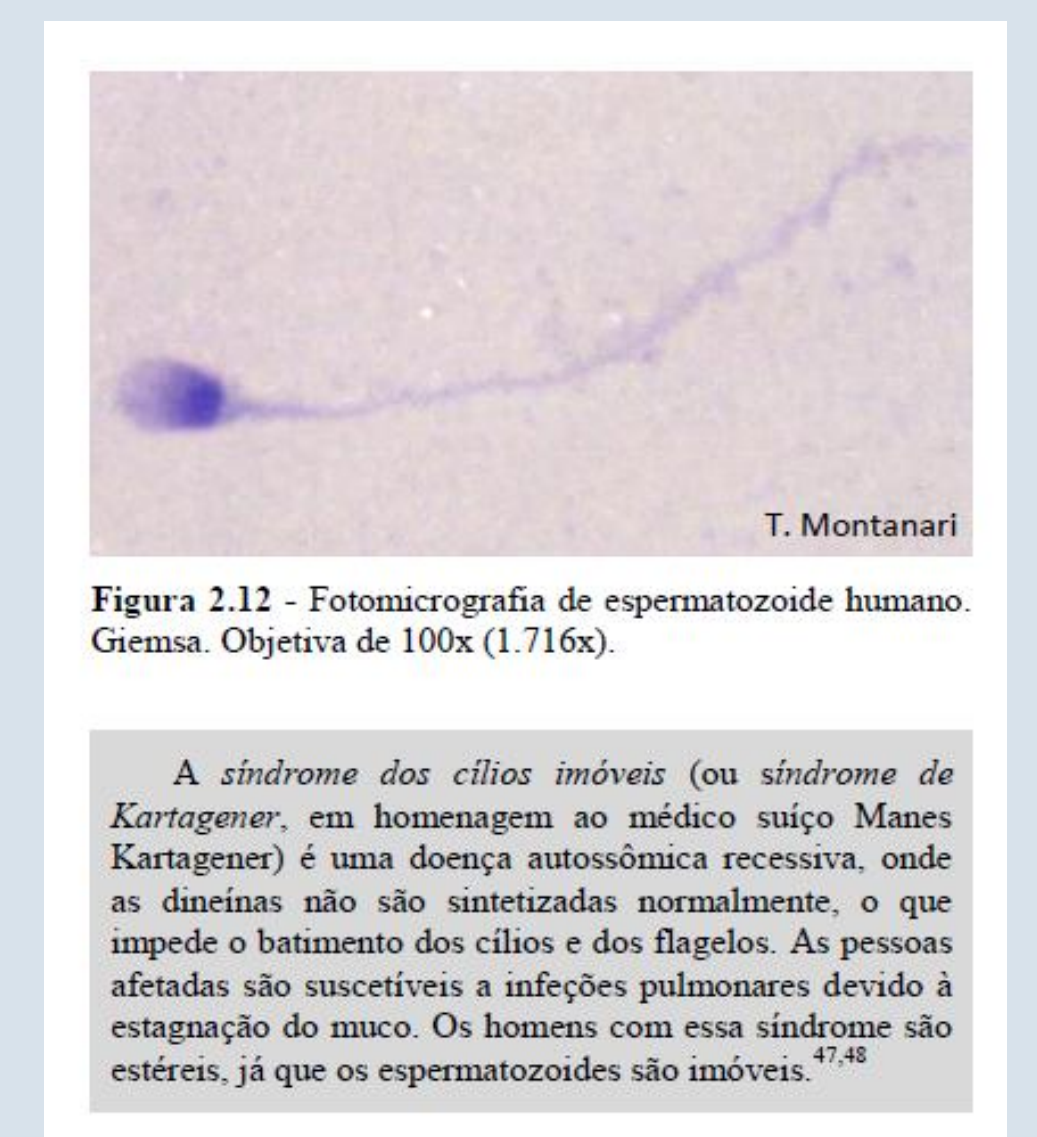 T. Montanari
Figura 2.12 - Fotomicrografia de espermatozoide humano.
Giemsa. Objetiva de 100x (1.716x).
A síndrome dos cílios imóveis (ou síndrome de
Kartagener, em homenagem ao médico suíço Manes
Kartagener) é uma doença autossômica recessiva, onde
as dineínas não são sintetizadas normalmente, o que
impede o batimento dos cílios e dos flagelos. As pessoas
afetadas são suscetíveis a infeções pulmonares devido à
estagnação do muco. Os homens com essa síndrome são
estéreis, já que os espermatozoides são imóveis.47,48